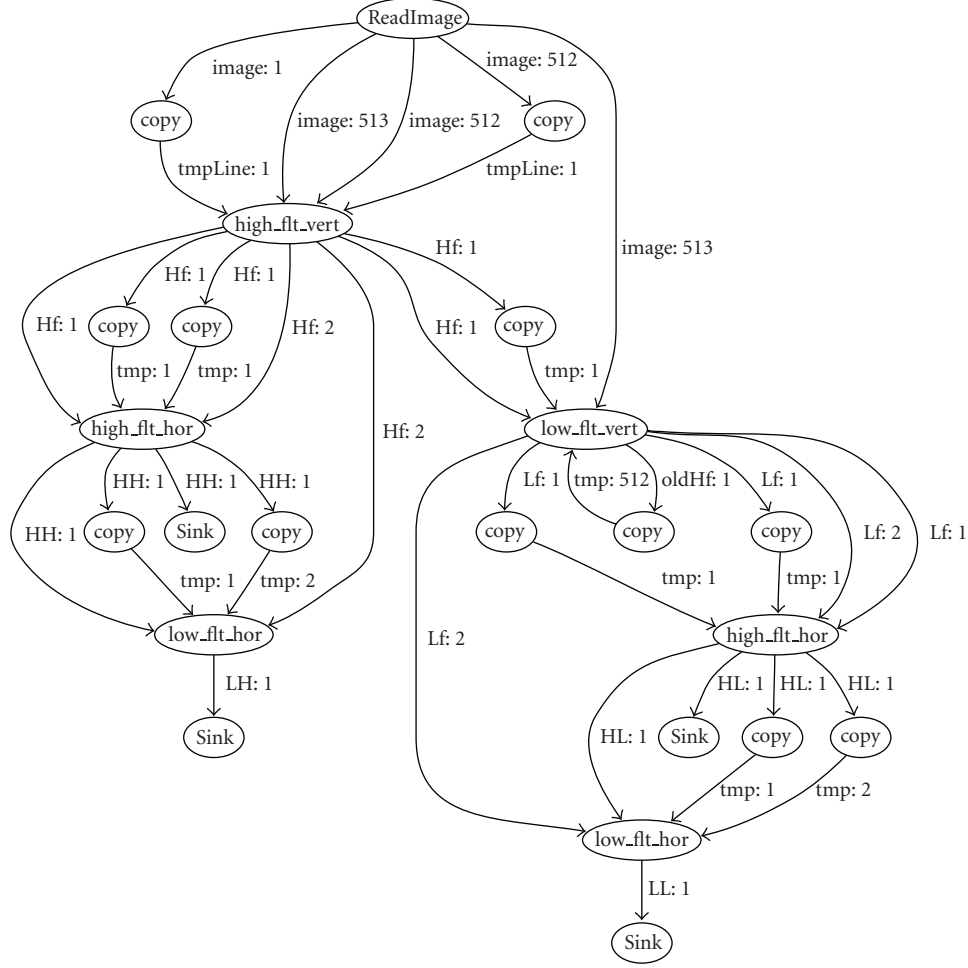 ReadImage
image: 1
image: 512
copy
image: 513
image: 512
copy
tmpLine: 1
tmpLine: 1
high_flt_vert
image: 513
Hf: 1
Hf: 1
Hf: 1
Hf: 1
copy
copy
Hf: 2
Hf: 1
copy
tmp: 1
tmp: 1
tmp: 1
high_flt_hor
Hf: 2
low_flt_vert
HH: 1
HH: 1
HH: 1
Lf: 1
tmp: 512
oldHf: 1
Lf: 1
HH: 1
copy
Sink
copy
copy
copy
copy
Lf: 2
Lf: 1
tmp: 1
tmp: 2
tmp: 1
tmp: 1
low_flt_hor
Lf: 2
high_flt_hor
LH: 1
HL: 1
HL: 1
HL: 1
Sink
HL: 1
Sink
copy
copy
tmp: 1
tmp: 2
low_flt_hor
LL: 1
Sink